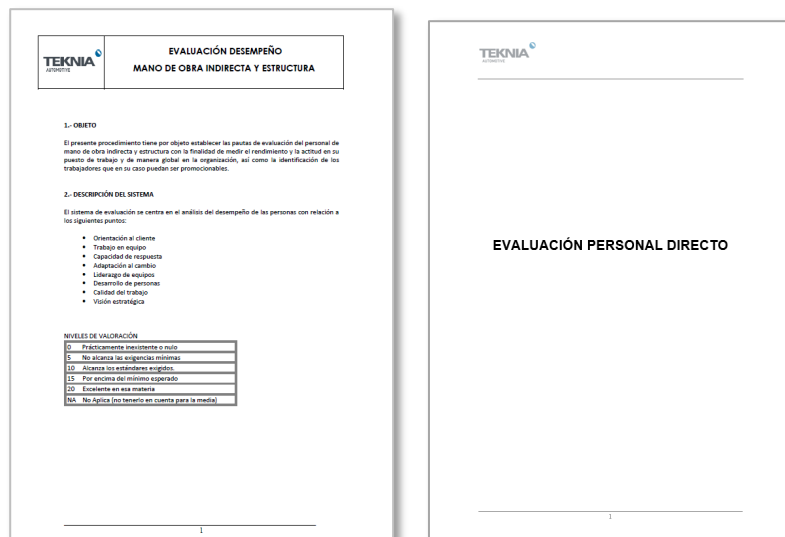 TEKNIA
AUTOMOTIVE
EVALUACIÓN DESEMPEÑO
MANO DE OBRA INDIRECTA Y ESTRUCTURA
1.- OBJETO
El presente procedimiento tiene por objeto establecer las pautas de evaluación del personal de
mano de obra indirecta y estructura con la finalidad de medir el rendimiento y la actitud en su
puesto de trabajo y de manera global en la organización, así como la identificación de los
trabajadores que en su caso puedan ser promocionables.
2.- DESCRIPCIÓN DEL SISTEMA
El sistema de evaluación se centra en el análisis del desempeño de las personas con relación a
los siguientes puntos:
• Orientación al cliente
• Trabajo en equipo
• Capacidad de respuesta
• Adaptación al cambio
• Liderazgo de equipos
• Desarrollo de personas
• Calidad del trabajo
• Visión estratégica
NIVELES DE VALORACIÓN
0 Prácticamente inexistente o nulo
5 No alcanza las exigencias mínimas
10 Alcanza los estándares exigidos.
15 Por encima del mínimo esperado
20 Excelente en esa materia
NA No Aplica (no tenerlo en cuenta para la media)
1
TEKNIA
AUTOMOTIVE
EVALUACIÓN PERSONAL DIRECTO
1